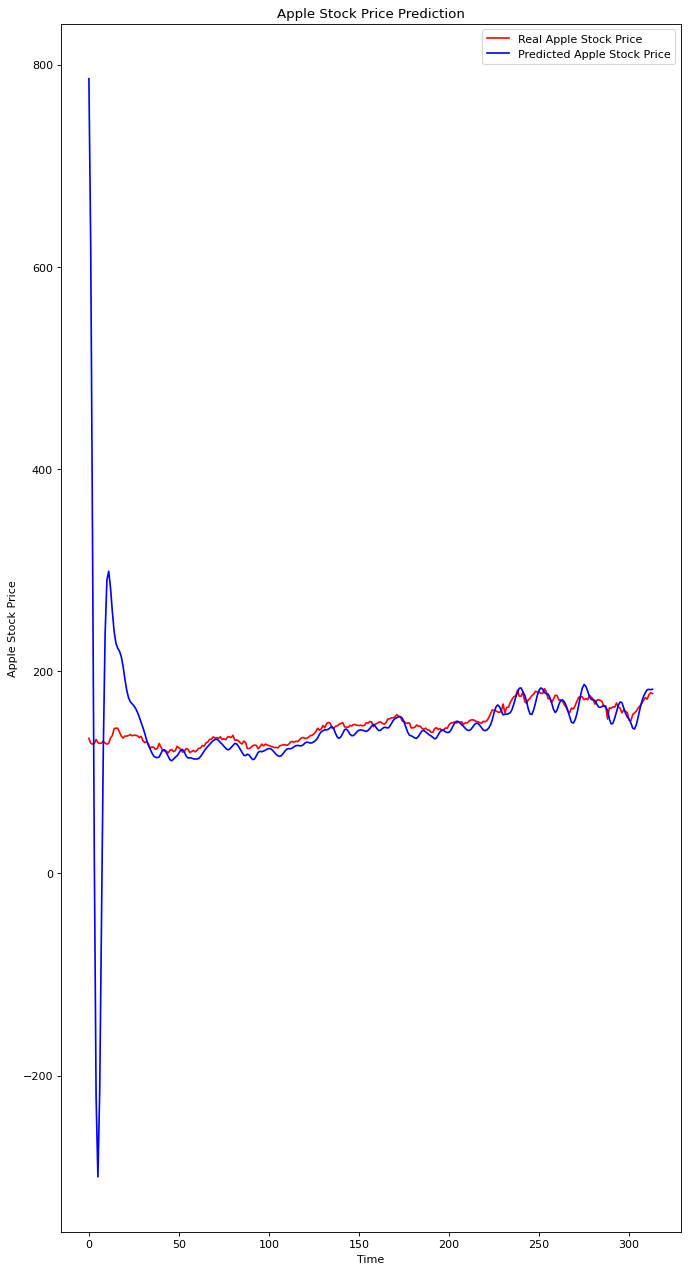 Apple Stock Price Prediction
Real Apple Stock Price
Predicted Apple Stock Price
Apple Stock Price
800
600
400
200
0
−200
0 50 100 150 200 250 300
Time